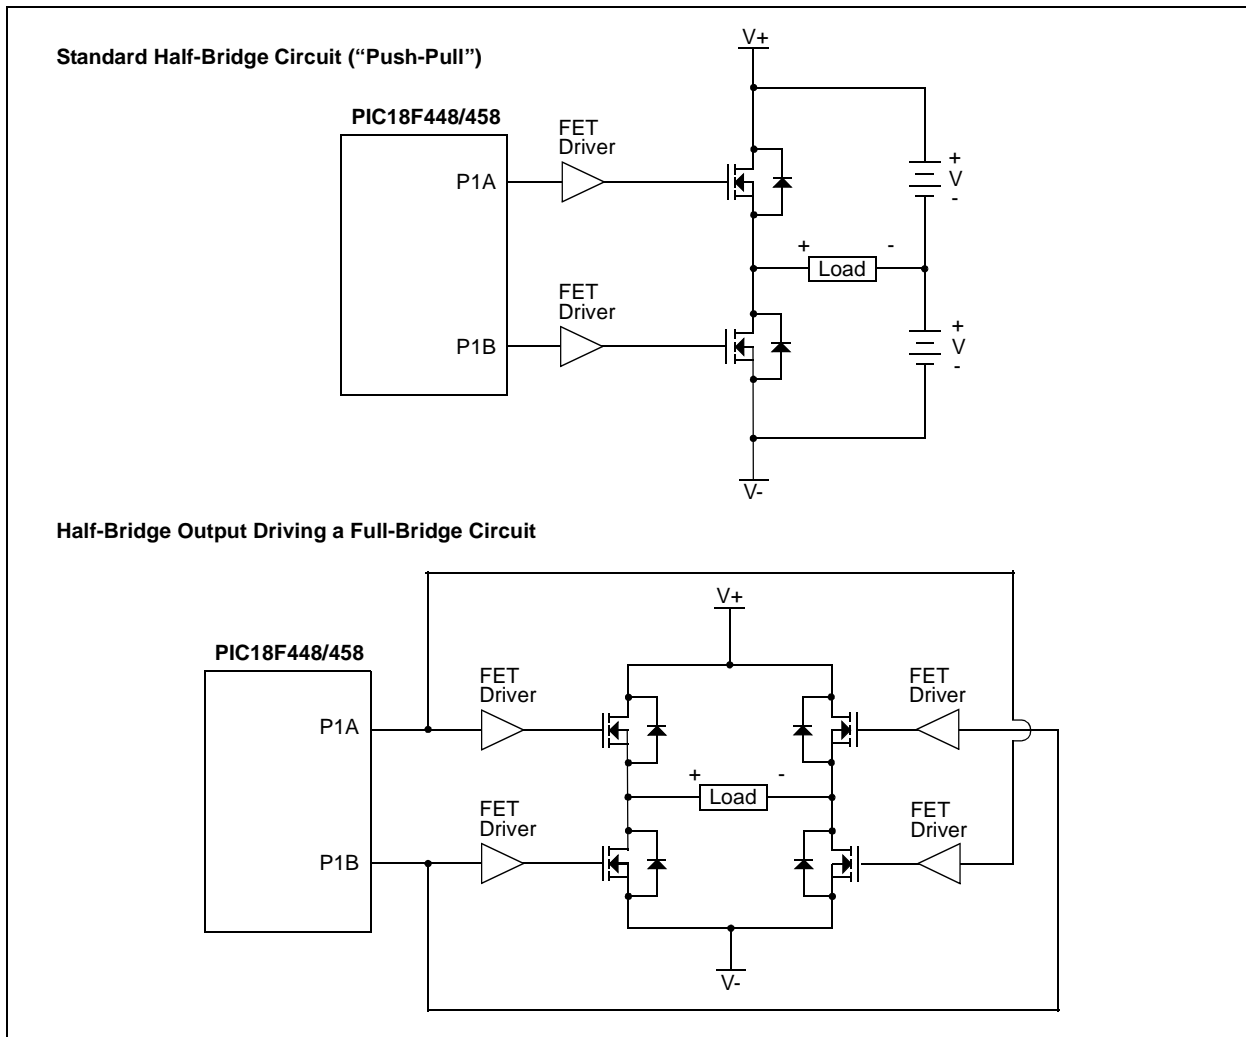 Standard Half-Bridge Circuit (“Push-Pull”)
V+
PIC18F448/458
FET
Driver
P1A
+
V
-
+ -
Load
FET
Driver
P1B
+
V
-
V-
Half-Bridge Output Driving a Full-Bridge Circuit
V+
PIC18F448/458
FET
Driver
FET
Driver
P1A
+ -
Load
FET
Driver
FET
Driver
P1B
V-